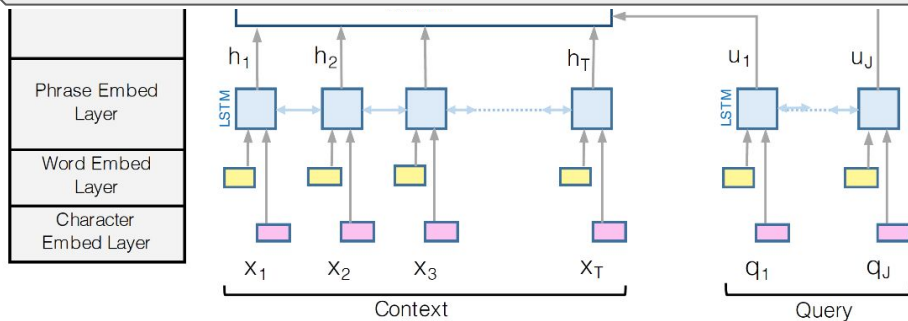 h1 h2 hT u1 uJ
Phrase Embed
Layer
LSTM LSTM
Word Embed
Layer
Character
Embed Layer
x1 x2 x3 xT q1 qJ
Context Query